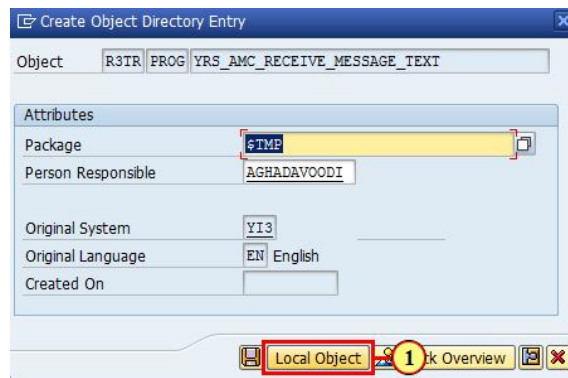 Create Object Directory Entry
Object R3TR PROG YRS_AMC_RECEIVE_MESSAGE_TEXT
Attributes
Package $TMP
Person Responsible AGHADAVOODI
Original System YI3
Original Language EN English
Created On
Local Object 1 k Overview